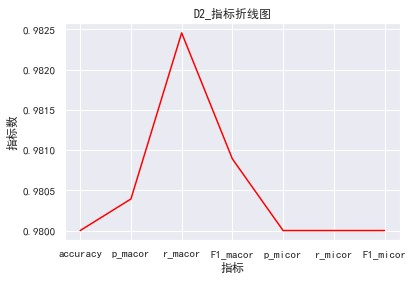 D2_指标折线图
0.9825
0.9820
0.9815
指标数
0.9810
0.9805
0.9800
accuracy p_macor r_macor F1_macor p_micor r_micor F1_micor
指标